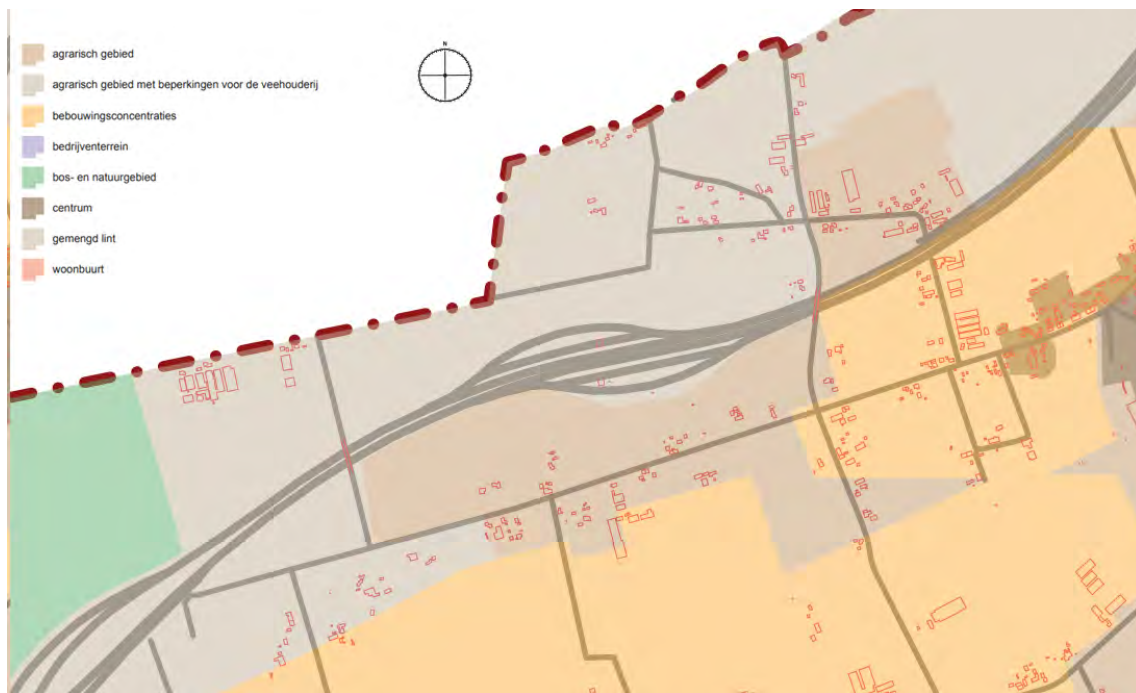 N
agrarisch gebied
agrarisch gebied met beperkingen voor de veehouderij
bebouwingsconcentraties
bedrijventerrein
bos- en natuurgebied
centrum
gemengd lint
woonbuurt